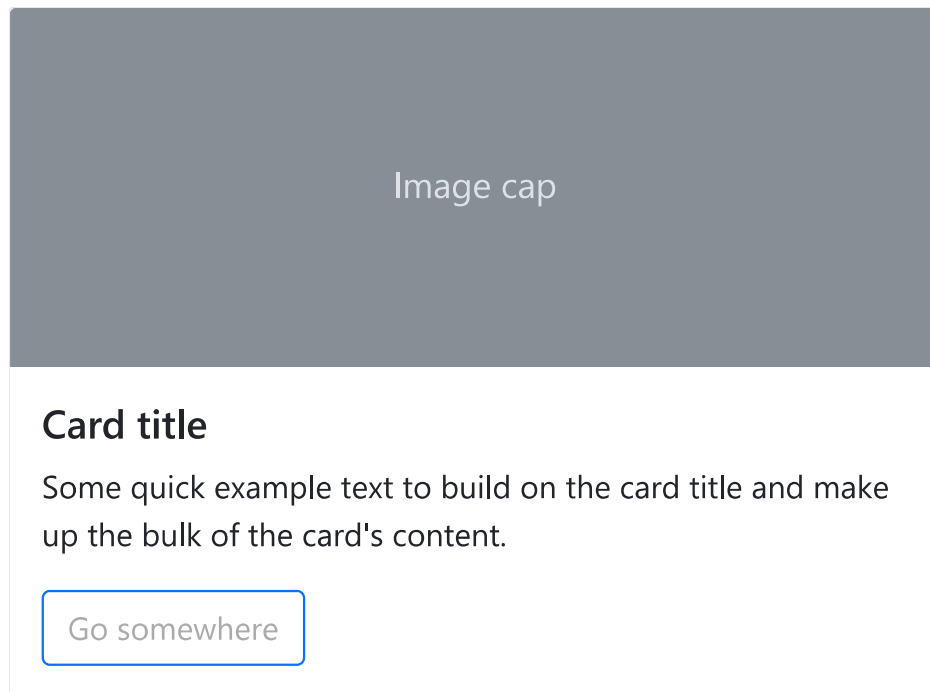 Image cap
Card title
Some quick example text to build on the card title and make
up the bulk of the card's content.
Go somewhere